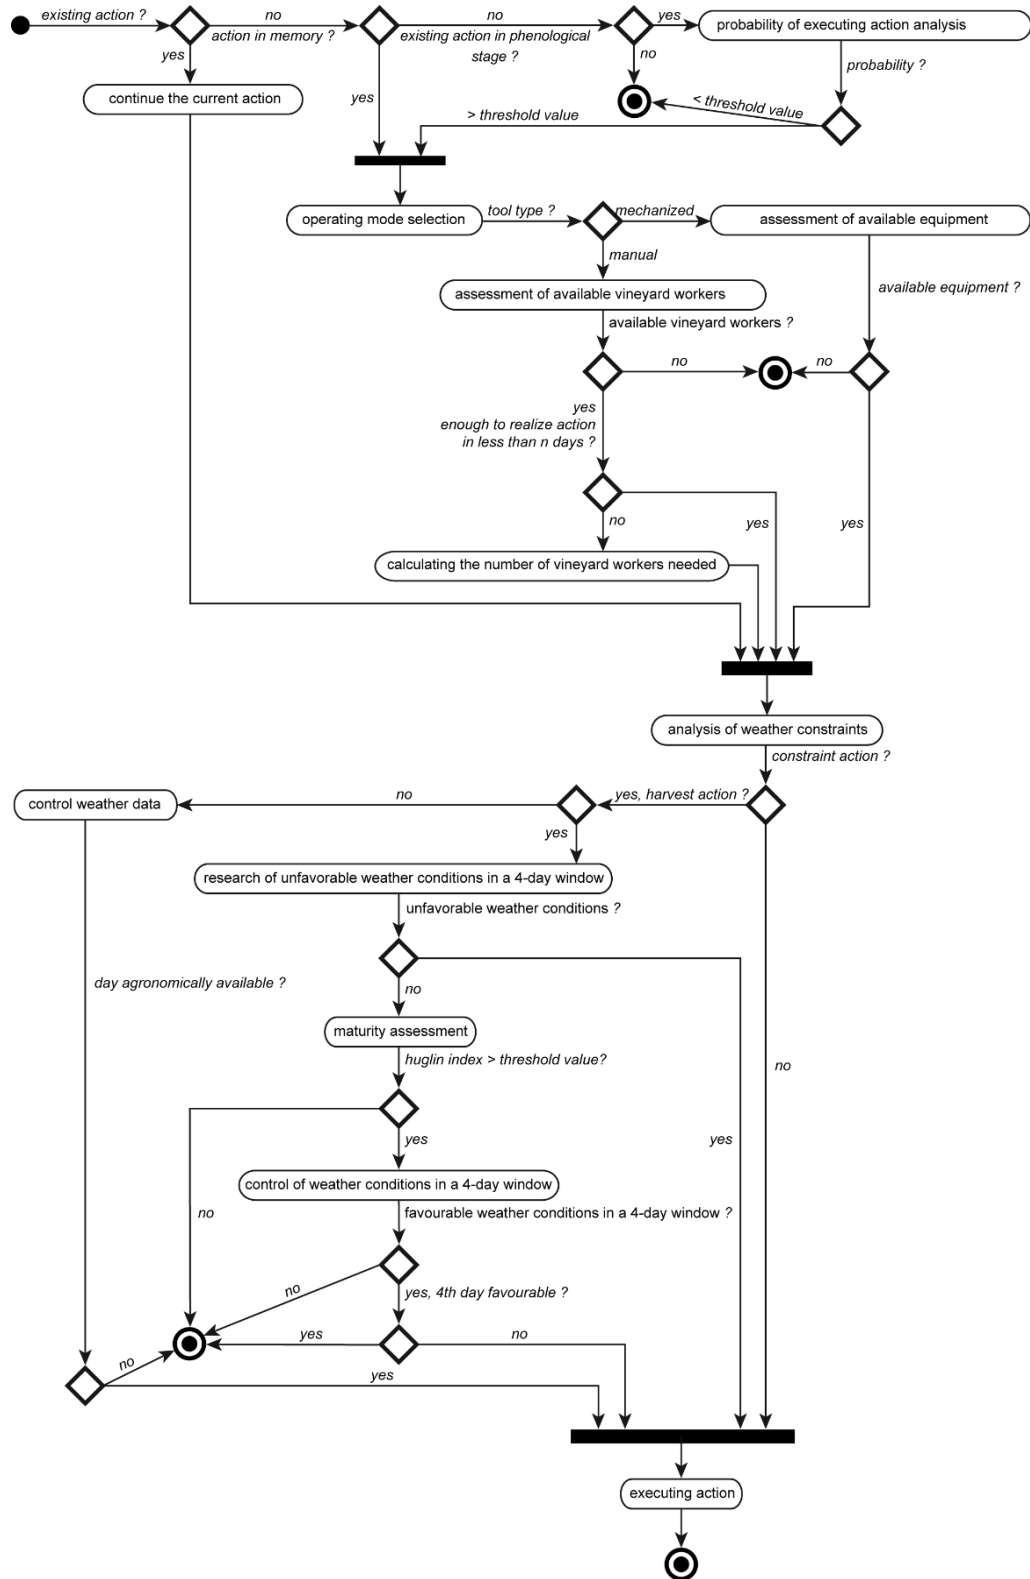 existing action ?
no
action in memory ?
no
existing action in phenological
stage ?
yes
probability of executing action analysis
yes
no
probability ?
continue the current action
yes
< threshold value
> threshold value
operating mode selection
tool type ?
mechanized
assessment of available equipment
manual
available equipment ?
assessment of available vineyard workers
available vineyard workers ?
no
no
yes
enough to realize action
in less than n days ?
no
yes
yes
calculating the number of vineyard workers needed
analysis of weather constraints
constraint action ?
control weather data
no
yes, harvest action ?
yes
research of unfavorable weather conditions in a 4-day window
unfavorable weather conditions ?
day agronomically available ?
no
maturity assessment
huglin index > threshold value?
no
yes
yes
control of weather conditions in a 4-day window
no
favourable weather conditions in a 4-day window ?
no
yes, 4th day favourable ?
yes
no
no
yes
executing action